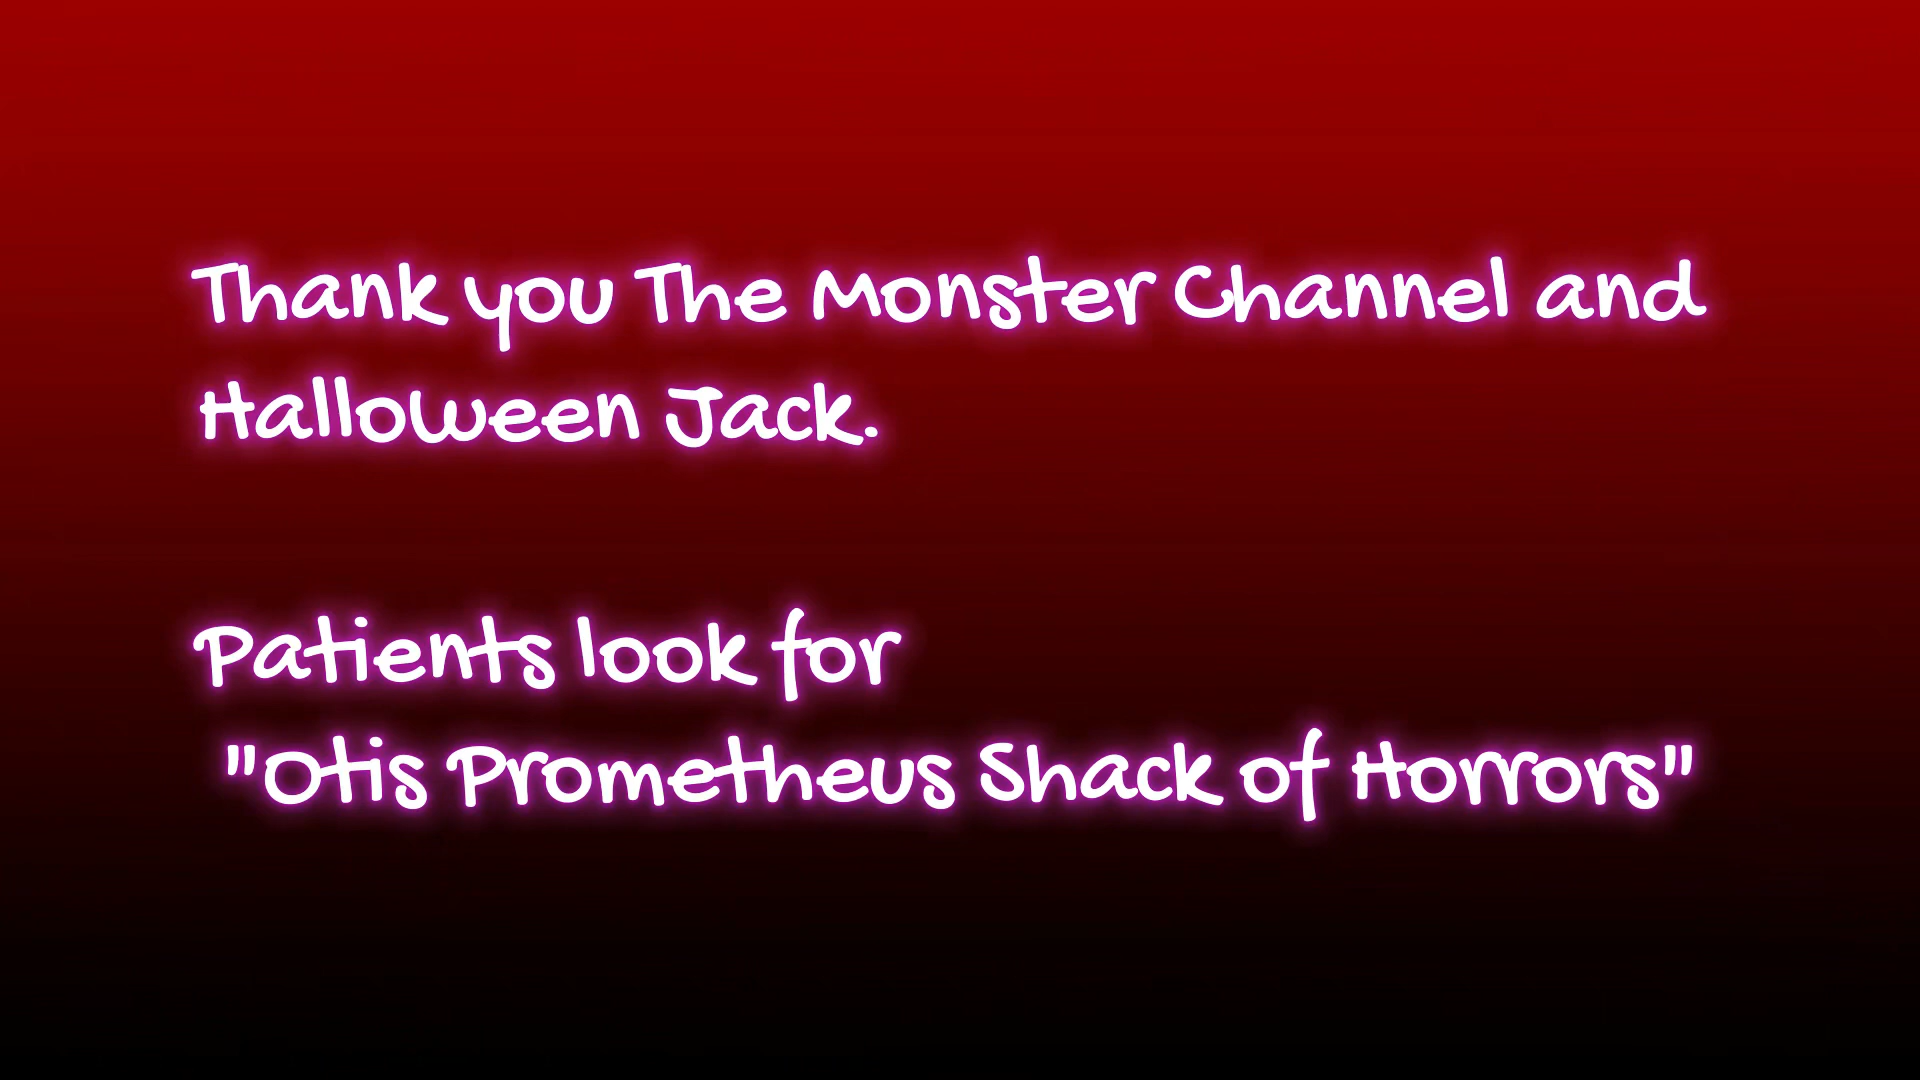 Thank you The Monster Channel and
Halloween Jack.
Patients look for
"Otis Prometheus Shack of Horrors"